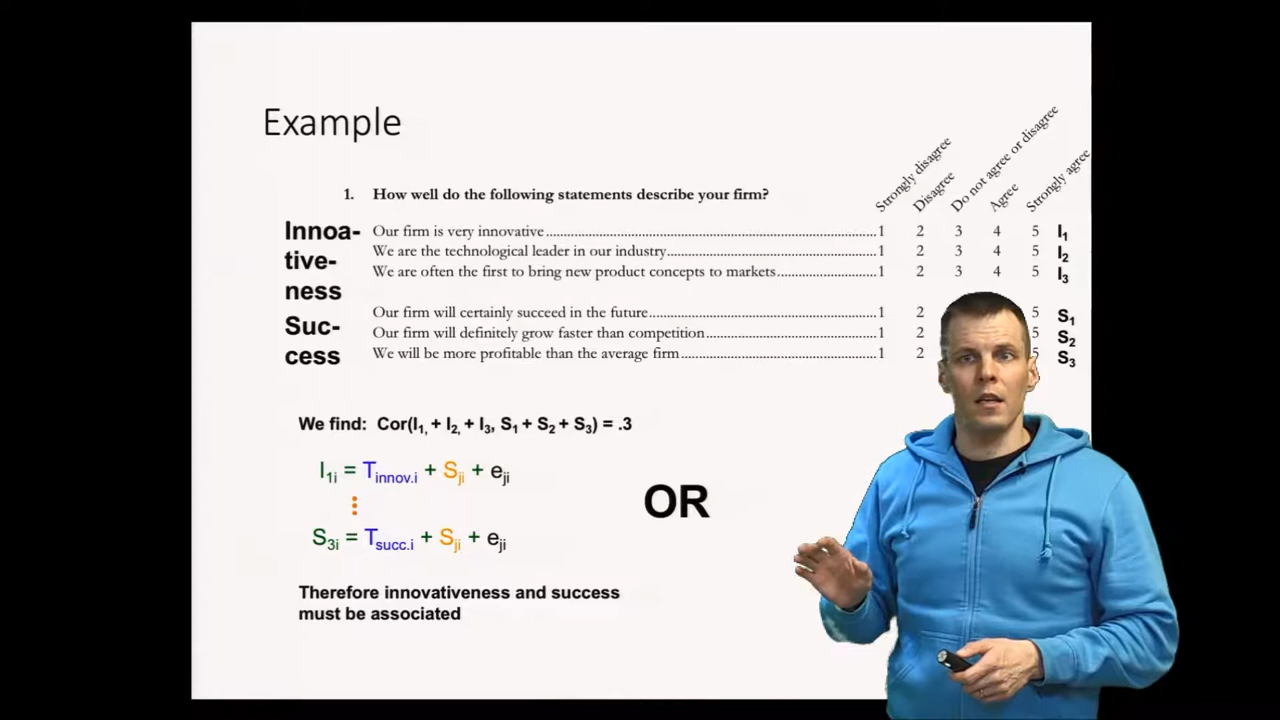 Example
Strongly disagree
Disagree
Do not agree or disagree
Agree
Strongly agree
1. How well do the following statements describe your firm?
Innoa-
tive-
ness
Our firm is very innovative 1 2 3 4 5 I1
We are the technological leader in our industry 1 2 3 4 5 I2
We are often the first to bring new product concepts to markets 1 2 3 4 5 I3
Suc-
cess
Our firm will certainly succeed in the future 1 2 5 S1
Our firm will definitely grow faster than competition 1 2 5 S2
We will be more profitable than the average firm 1 2 5 S3
We find: Cor(I1, + I2, + I3, S1 + S2 + S3) = .3
I1i = Tinnov.i + Sji + eji
S3i = Tsucc.i + Sji + eji
OR
Therefore innovativeness and success
must be associated